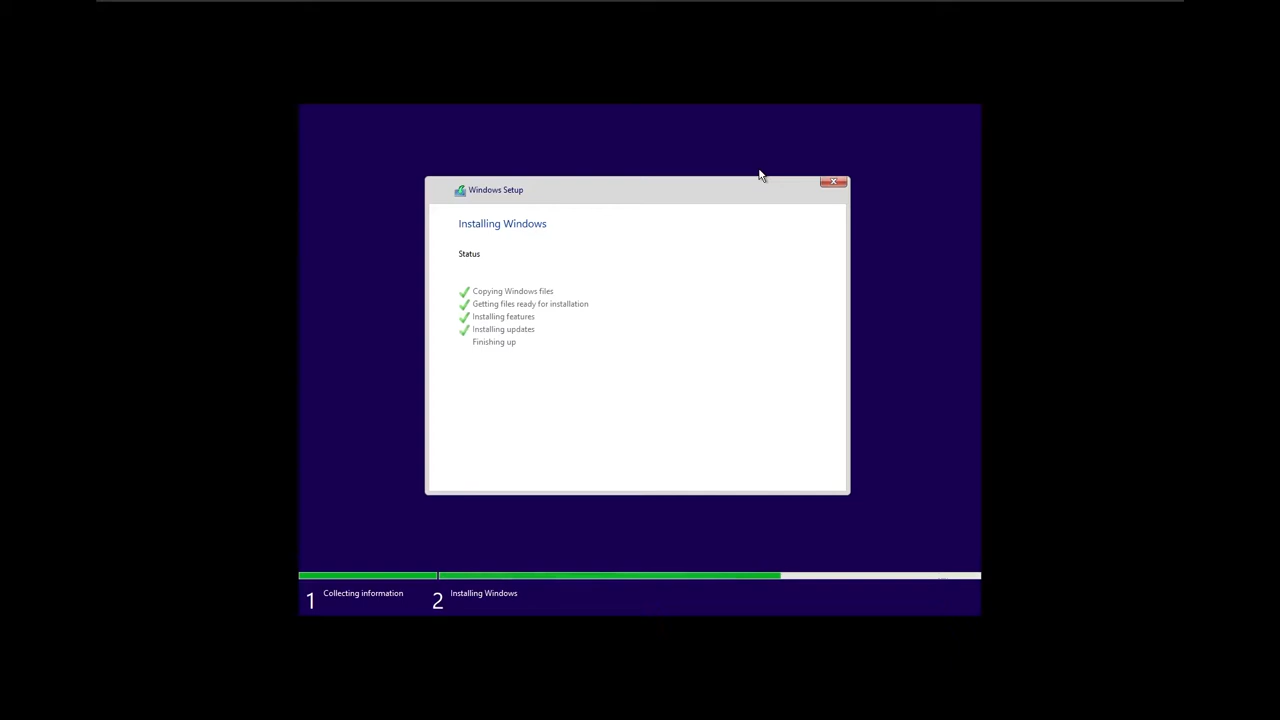 Windows Setup
Installing Windows
Status
Copying Windows files
Getting files ready for installation
Installing features
Installing updates
Finishing up
1 Collecting information
2 Installing Windows